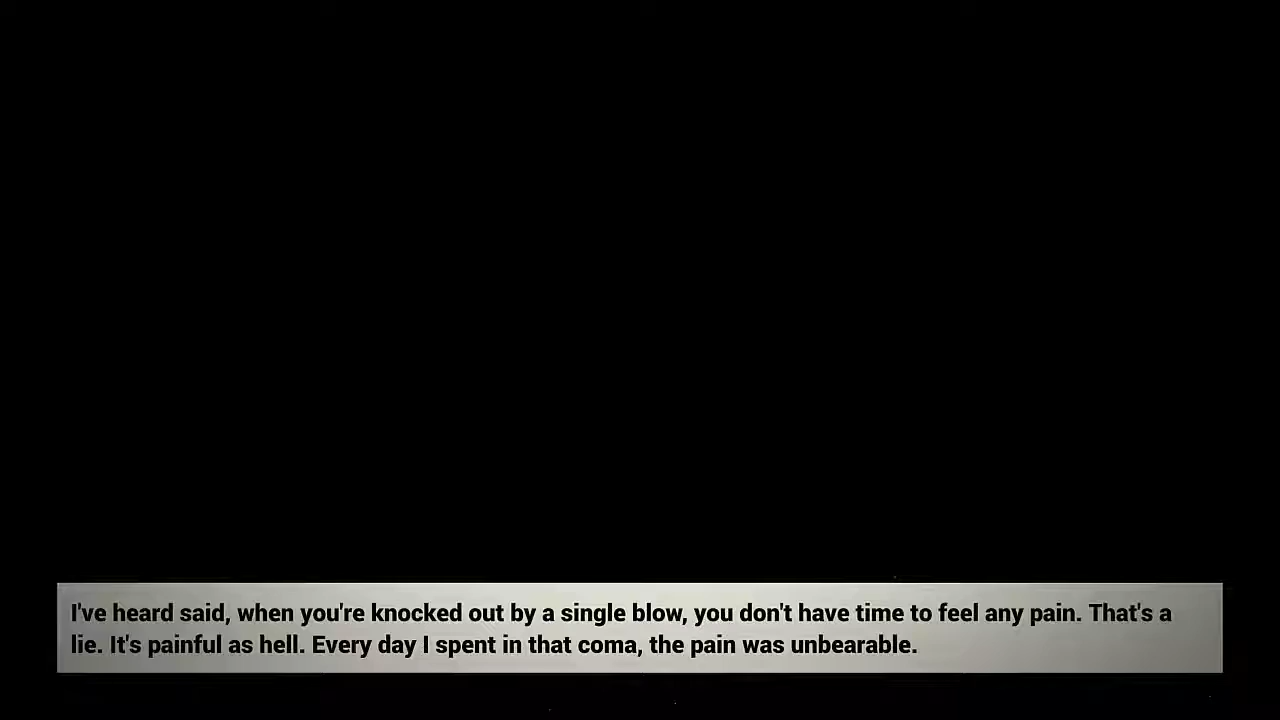 I've heard said, when you're knocked out by a single blow, you don't have time to feel any pain. That's a
lie. It's painful as hell. Every day I spent in that coma, the pain was unbearable.